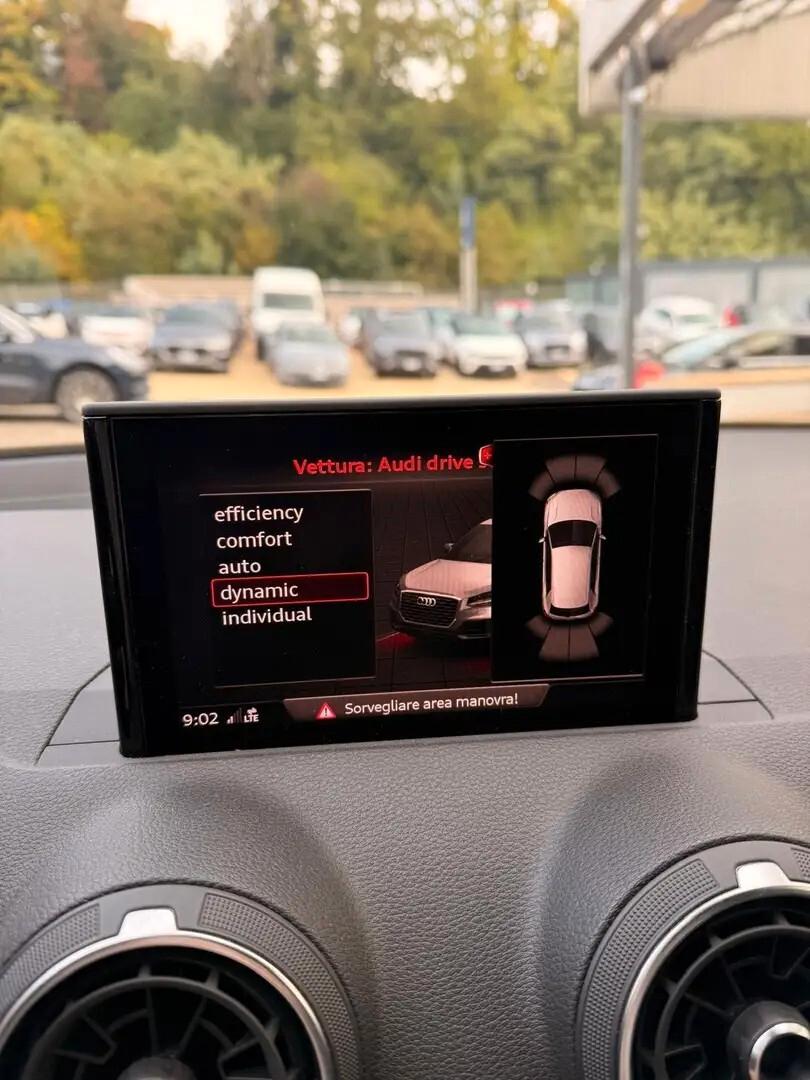 Vettura: Audi drive
efficiency
comfort
auto
dynamic
individual
9:02 LTE
Sorvegliare area manovra!